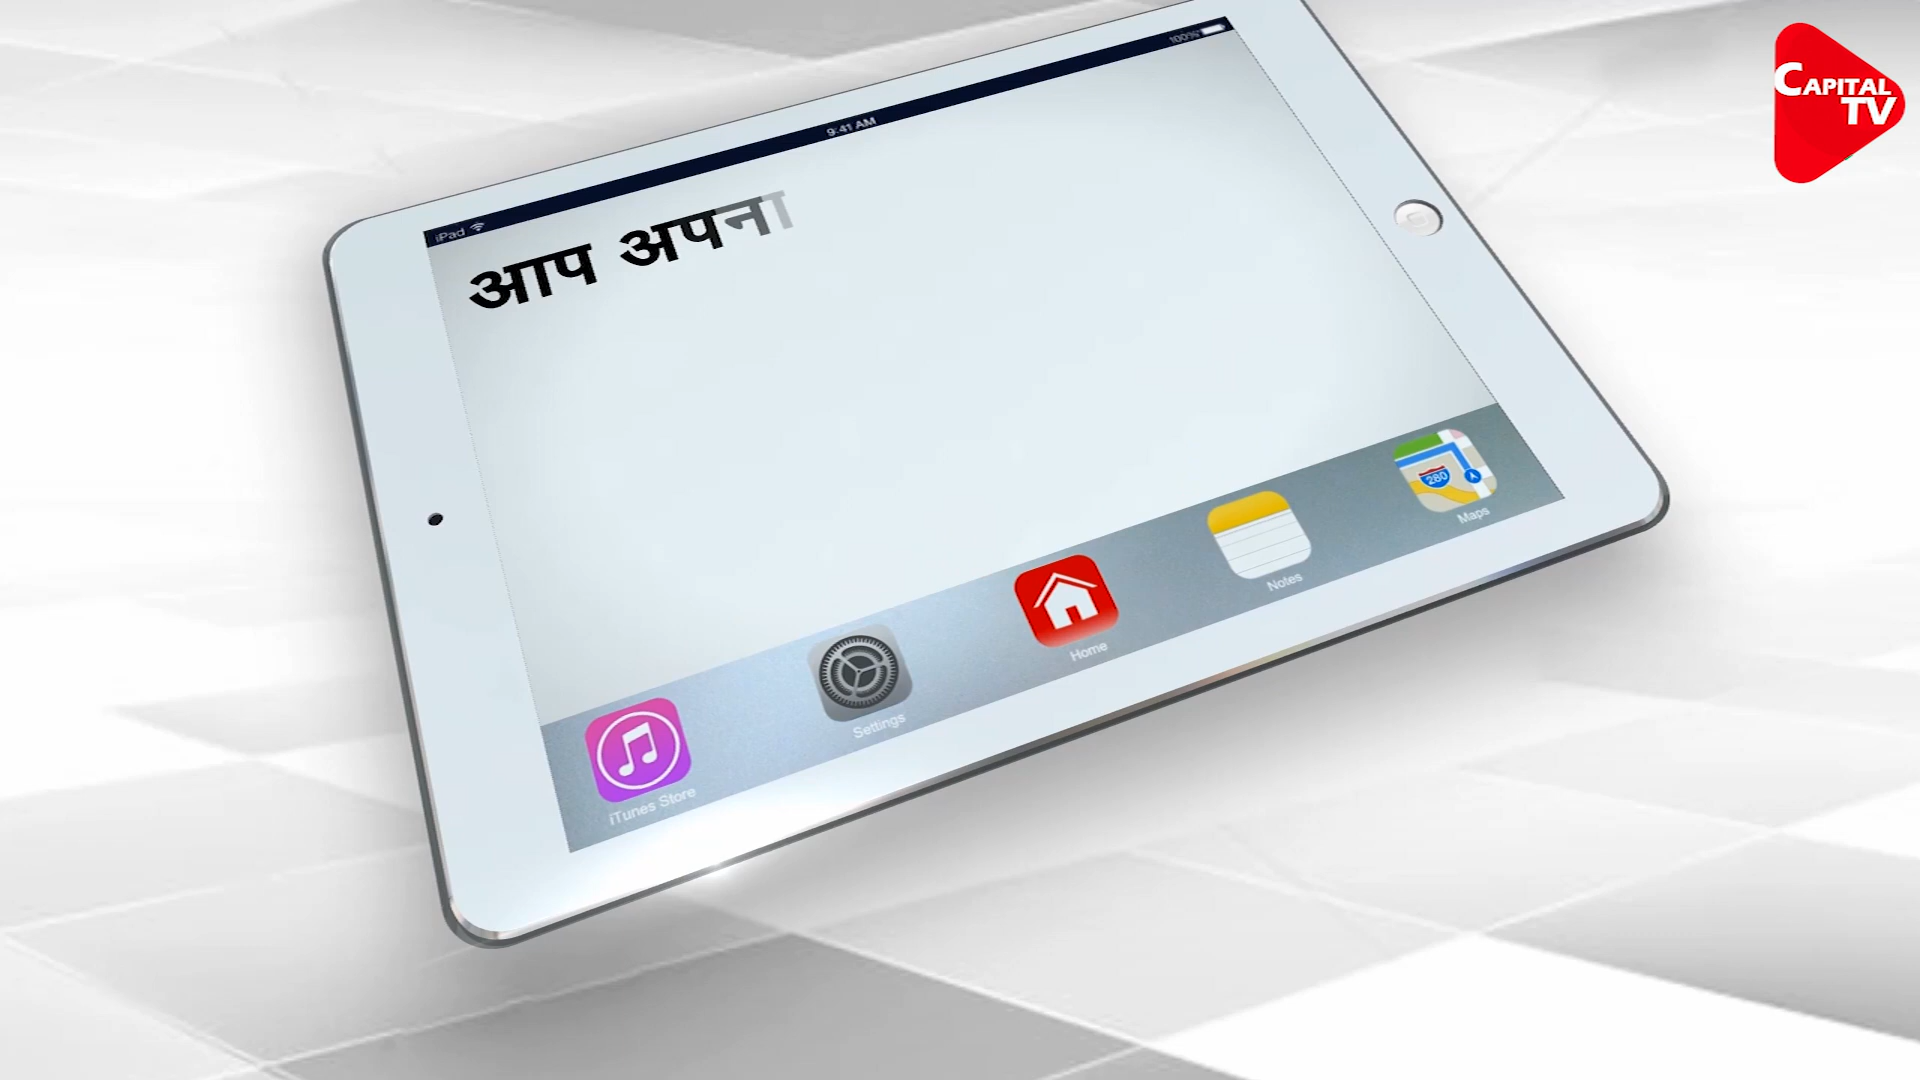 CAPITAL
TV
iPad
9:41 AM
100%
आप अपना
280
iTunes Store
Settings
Home
Notes
Maps